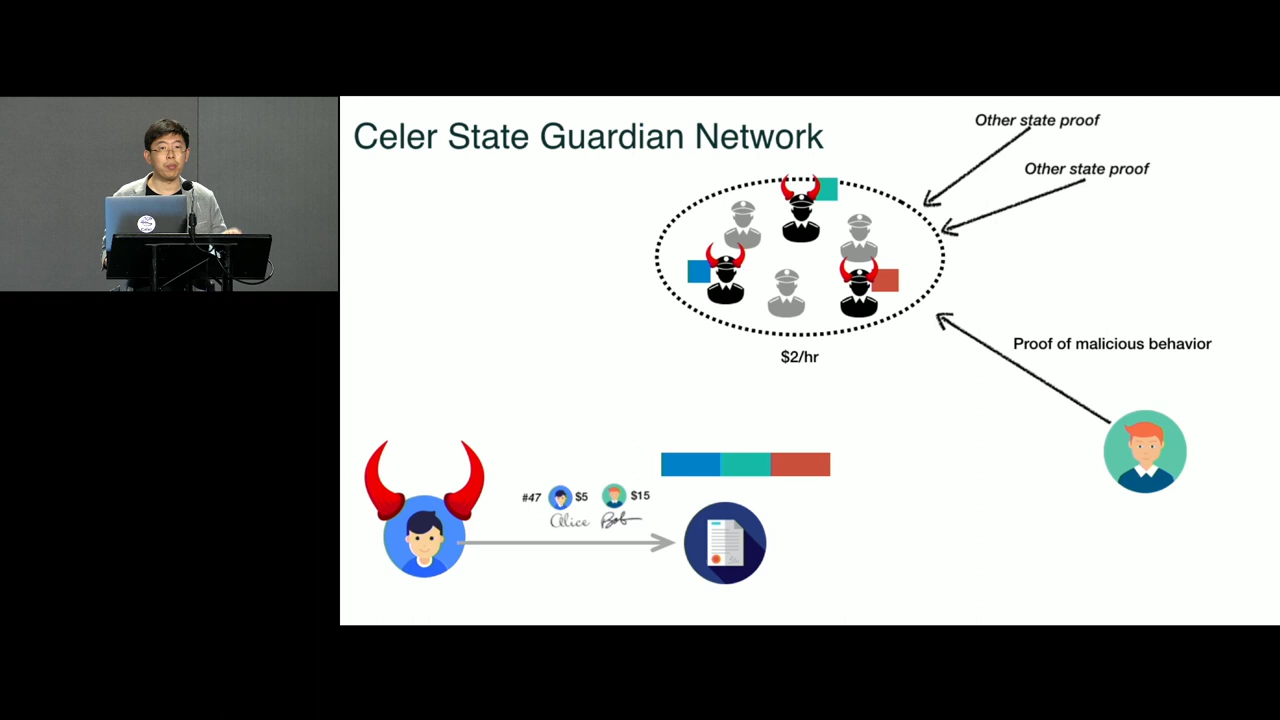 Celer State Guardian Network
Other state proof
Other state proof
$2/hr
Proof of malicious behavior
#47 $5 $15
Alice Bob